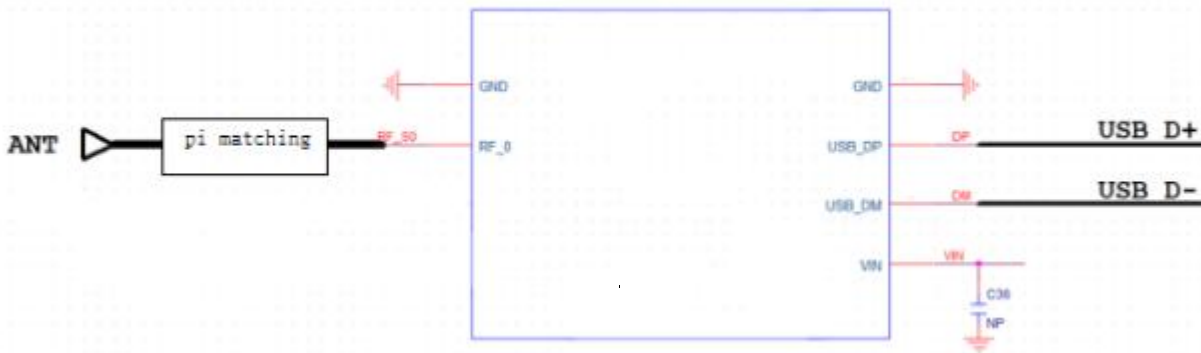 GND
GND
ANT
pi matching
RF_50
RF_0
USB_DP
DP
USB D+
USB_DM
DM
USB D-
VIN
VIN
C36
NP